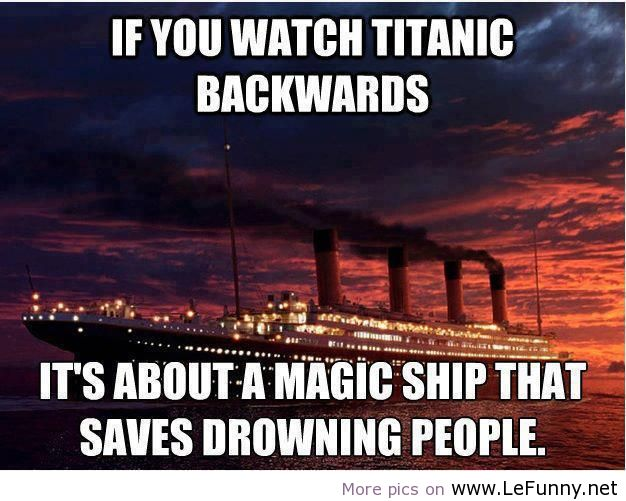 IF YOU WATCH TITANIC
BACKWARDS
IT'S ABOUT A MAGIC SHIP THAT
SAVES DROWNING PEOPLE.
More pics on www.LeFunny.net